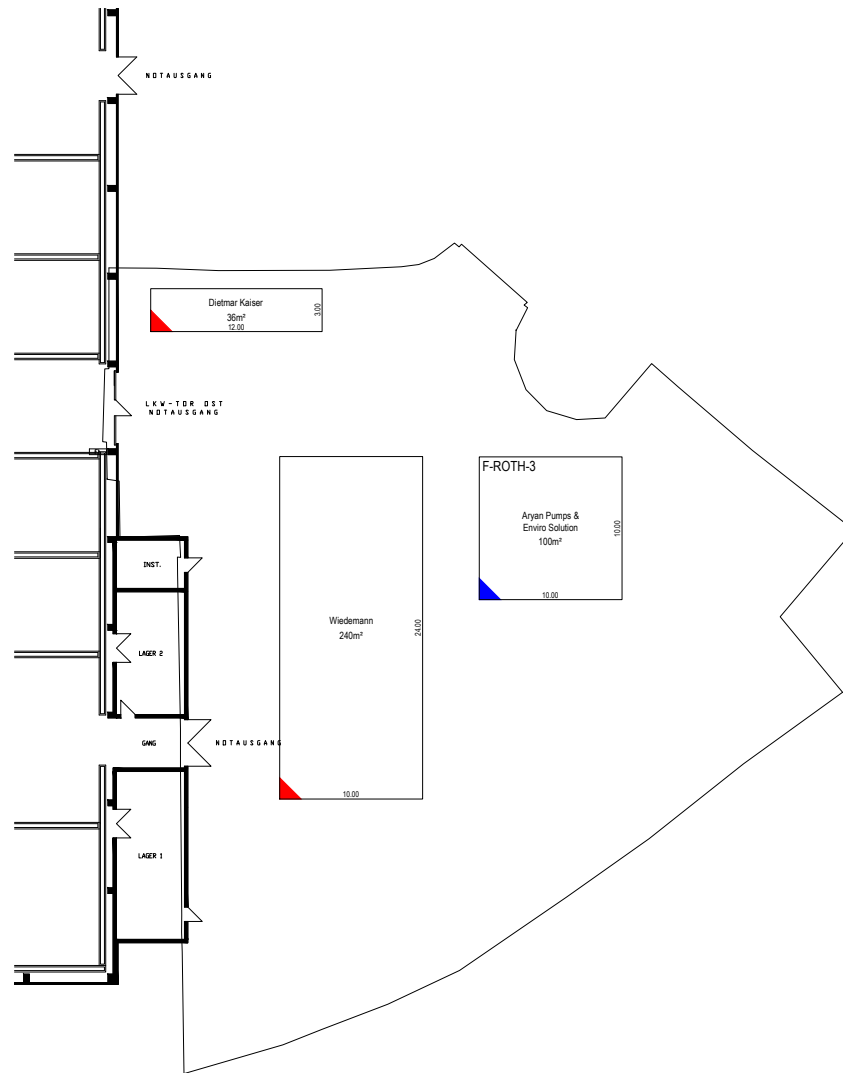 NOTAUSGANG
Dietmar Kaiser
36m²
12.00
3.00
LKW-TOR OST
NOTAUSGANG
F-ROTH-3
Aryan Pumps &
Enviro Solution
100m²
10.00
10.00
INST.
Wiedemann
240m²
24.00
10.00
LAGER 2
GANG
NOTAUSGANG
LAGER 1